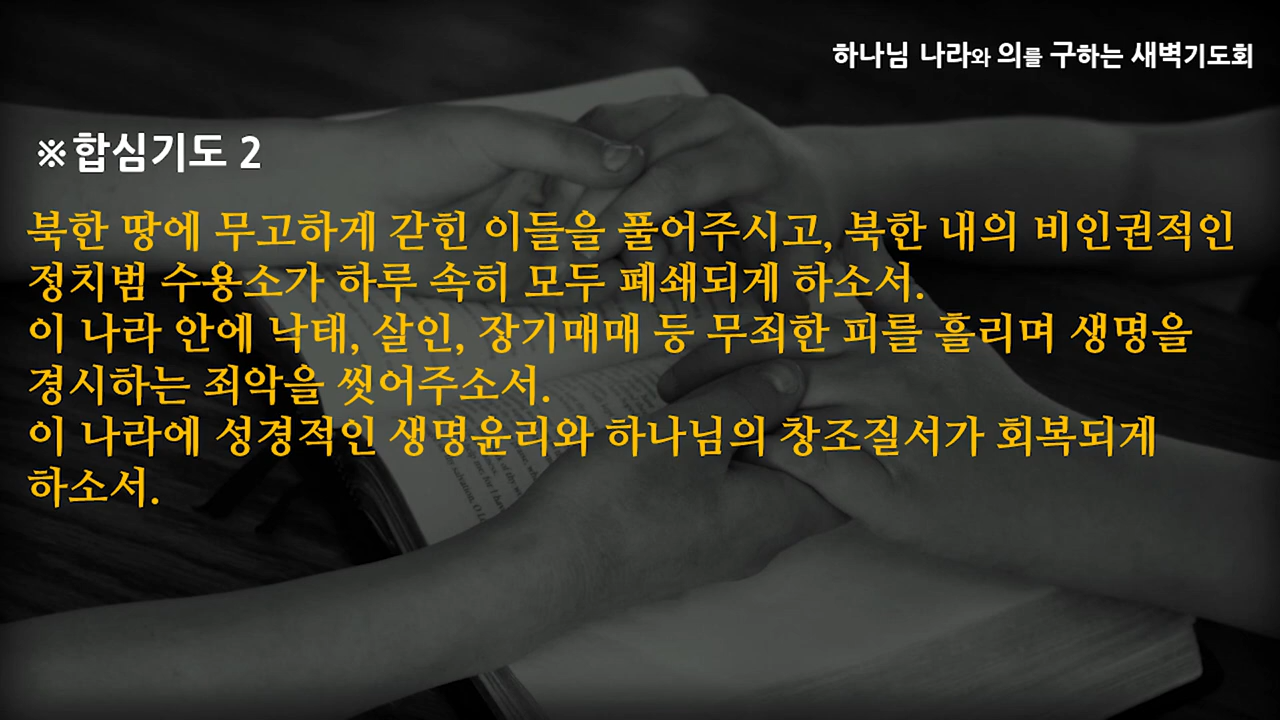 하나님 나라와 의를 구하는 새벽기도회
※합심기도 2
북한 땅에 무고하게 갇힌 이들을 풀어주시고, 북한 내의 비인권적인
정치범 수용소가 하루 속히 모두 폐쇄되게 하소서.
이 나라 안에 낙태, 살인, 장기매매 등 무죄한 피를 흘리며 생명을
경시하는 죄악을 씻어주소서.
이 나라에 성경적인 생명윤리와 하나님의 창조질서가 회복되게
하소서.